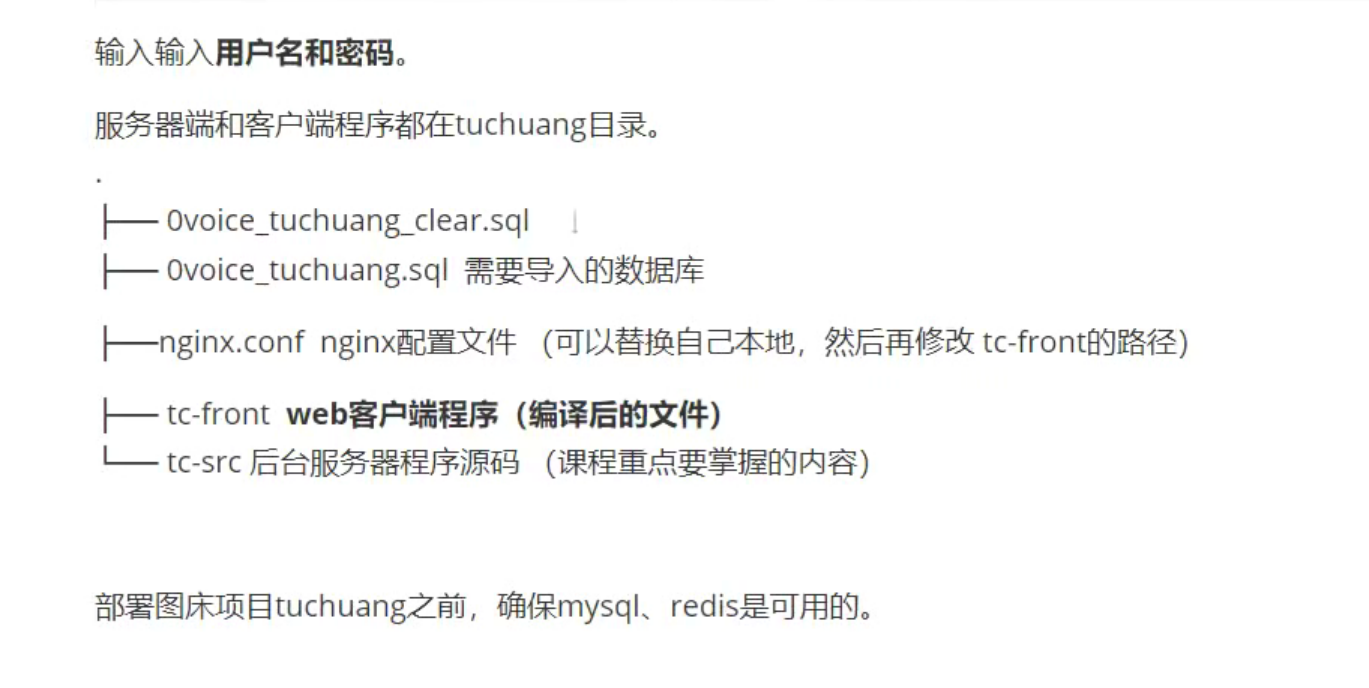 输入输入用户名和密码。
服务器端和客户端程序都在tuchuang目录。
.
├── 0voice_tuchuang_clear.sql
├── 0voice_tuchuang.sql 需要导入的数据库
├──nginx.conf nginx配置文件 （可以替换自己本地，然后再修改 tc-front的路径）
├── tc-front web客户端程序（编译后的文件）
└── tc-src 后台服务器程序源码 （课程重点要掌握的内容）
部署图床项目tuchuang之前，确保mysql、redis是可用的。